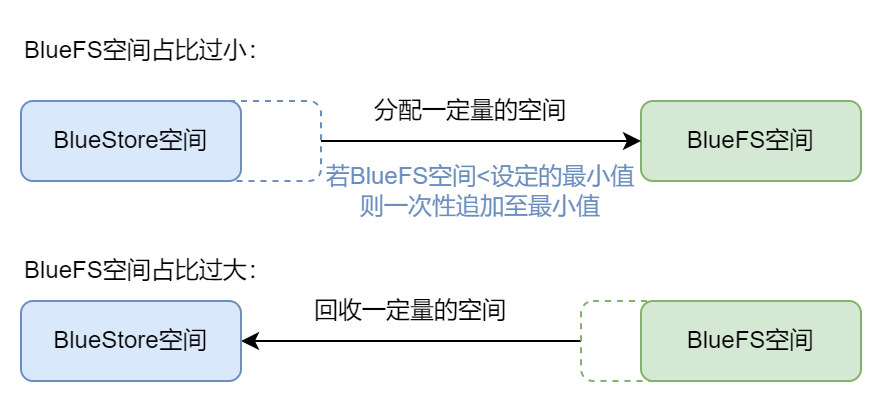 BlueFS空间占比过小：
分配一定量的空间
BlueStore空间
BlueFS空间
若BlueFS空间<设定的最小值
则一次性追加至最小值
BlueFS空间占比过大：
回收一定量的空间
BlueStore空间
BlueFS空间